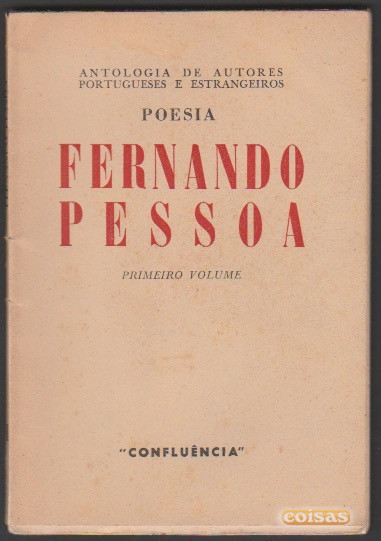 ANTOLOGIA DE AUTORES
PORTUGUESES E ESTRANGEIROS
POESIA
FERNANDO
PESSOA
PRIMEIRO VOLUME
"CONFLUÊNCIA"
coisas